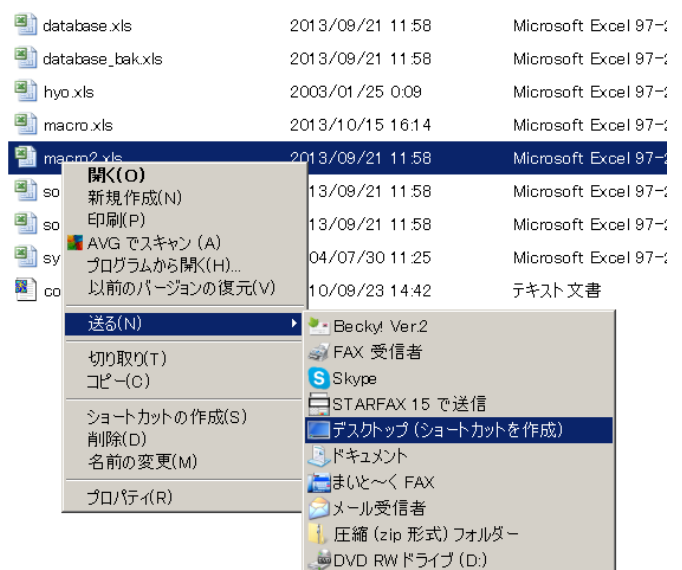 database.xls 2013/09/21 11:58 Microsoft Excel 97-
database_bak.xls 2013/09/21 11:58 Microsoft Excel 97-
hyo.xls 2003/01/25 0:09 Microsoft Excel 97-
macro.xls 2013/10/15 16:14 Microsoft Excel 97-
macro2.xls 2013/09/21 11:58 Microsoft Excel 97-
so 13/09/21 11:58 Microsoft Excel 97-
so 13/09/21 11:58 Microsoft Excel 97-
sy 04/07/30 11:25 Microsoft Excel 97-
co 10/09/23 14:42 テキスト文書
開く(O)
新規作成(N)
印刷(P)
AVG でスキャン (A)
プログラムから開く(H)...
以前のバージョンの復元(V)
送る(N)
切り取り(T)
コピー(C)
ショートカットの作成(S)
削除(D)
名前の変更(M)
プロパティ(R)
Becky! Ver.2
FAX 受信者
Skype
STARFAX 15 で送信
デスクトップ (ショートカットを作成)
ドキュメント
まいと～く FAX
メール受信者
圧縮 (zip 形式) フォルダー
DVD RW ドライブ (D:)